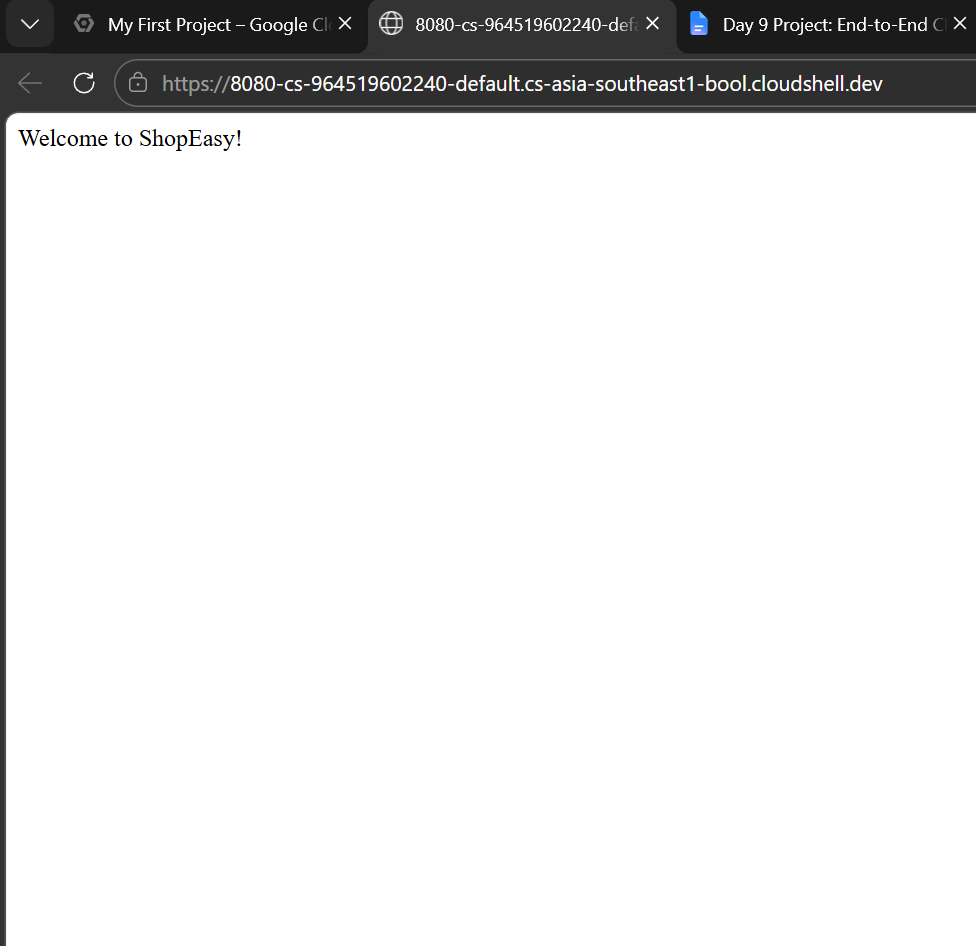 My First Project – Google Cl
8080-cs-964519602240-defa
Day 9 Project: End-to-End C
https://8080-cs-964519602240-default.cs-asia-southeast1-bool.cloudshell.dev
Welcome to ShopEasy!